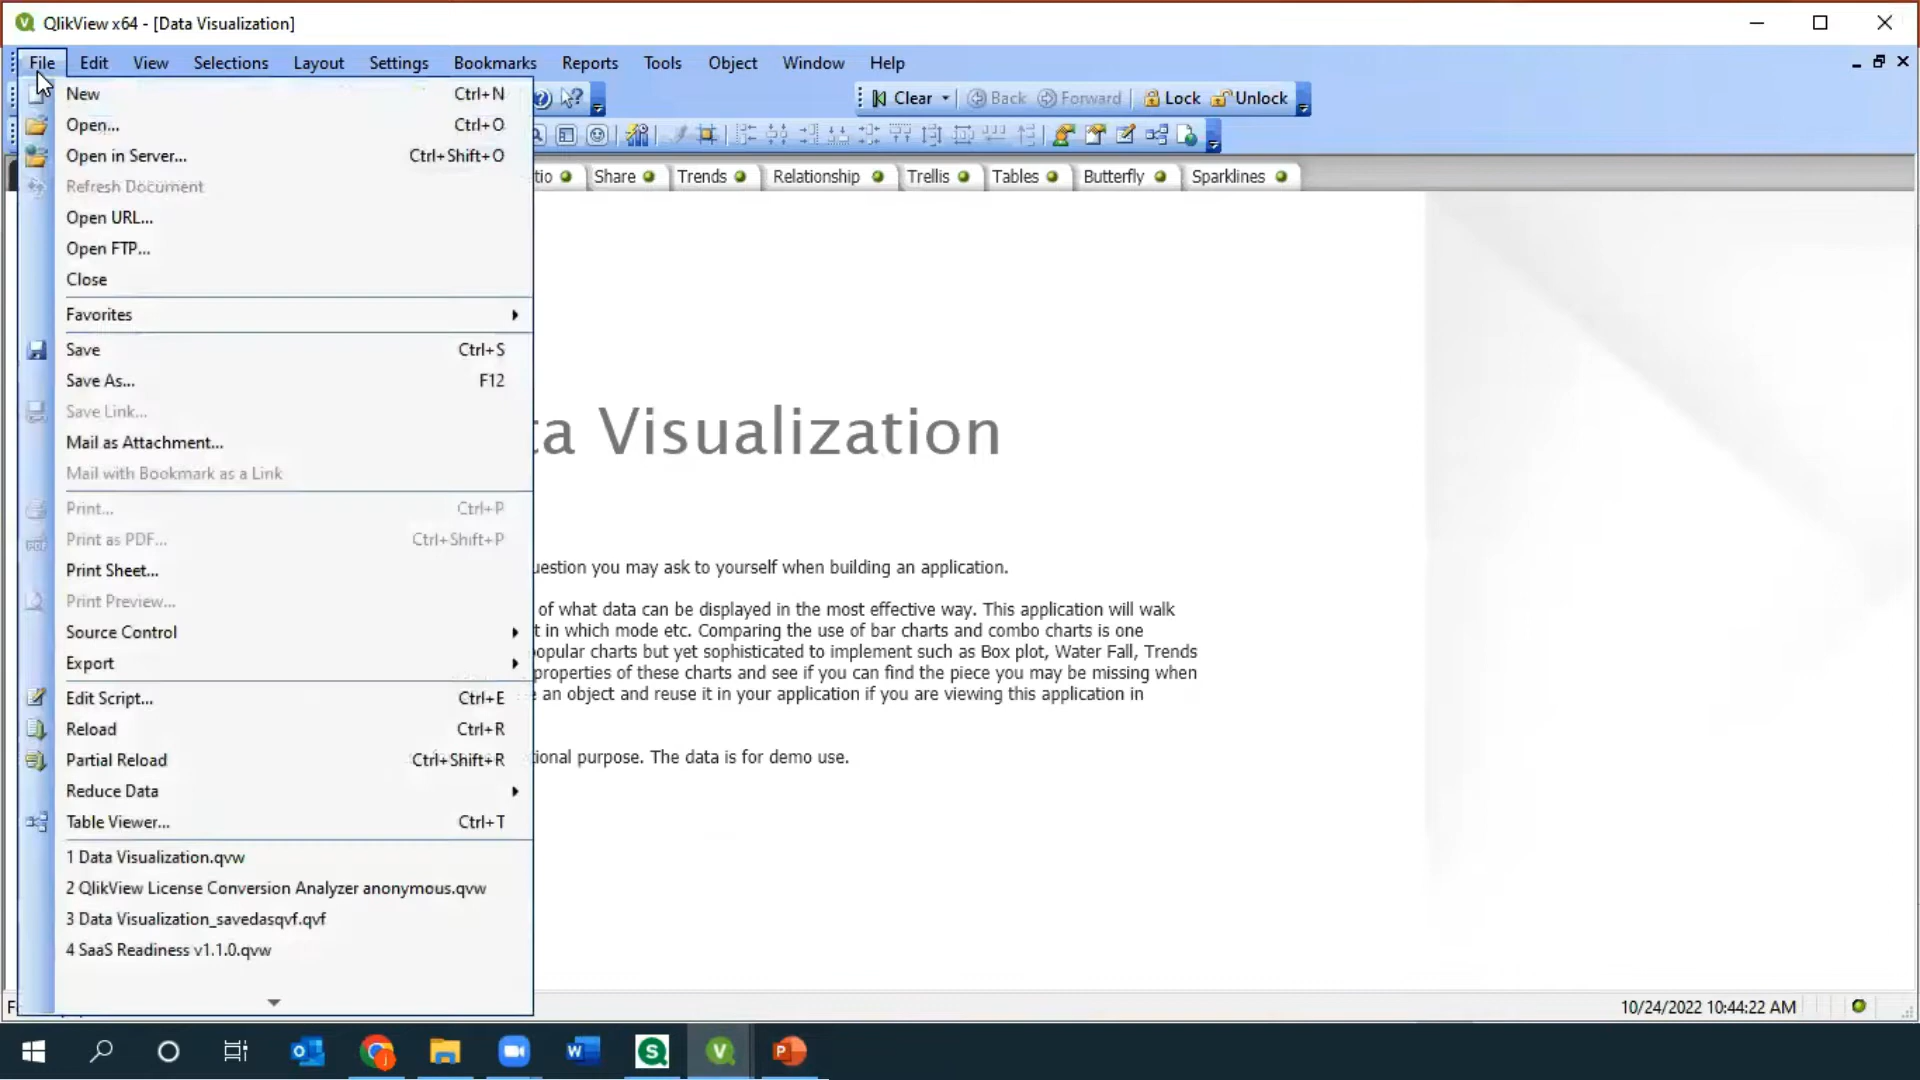 QlikView x64 - [Data Visualization]
File Edit View Selections Layout Settings Bookmarks Reports Tools Object Window Help
New Ctrl+N
Clear Back Forward Lock Unlock
Open... Ctrl+O
Open in Server... Ctrl+Shift+O
tio Share Trends Relationship Trellis Tables Butterfly Sparklines
Refresh Document
Open URL...
Open FTP...
Close
Favorites
Save Ctrl+S
Save As... F12
Save Link...
Mail as Attachment...
Mail with Bookmark as a Link
Print... Ctrl+P
Print as PDF... Ctrl+Shift+P
Print Sheet...
Print Preview...
Source Control
Export
Edit Script... Ctrl+E
Reload Ctrl+R
Partial Reload Ctrl+Shift+R
Reduce Data
Table Viewer... Ctrl+T
1 Data Visualization.qvw
2 QlikView License Conversion Analyzer anonymous.qvw
3 Data Visualization_savedasqvf.qvf
4 SaaS Readiness v1.1.0.qvw
ta Visualization
uestion you may ask to yourself when building an application.
of what data can be displayed in the most effective way. This application will walk
t in which mode etc. Comparing the use of bar charts and combo charts is one
opular charts but yet sophisticated to implement such as Box plot, Water Fall, Trends
properties of these charts and see if you can find the piece you may be missing when
e an object and reuse it in your application if you are viewing this application in
tional purpose. The data is for demo use.
10/24/2022 10:44:22 AM